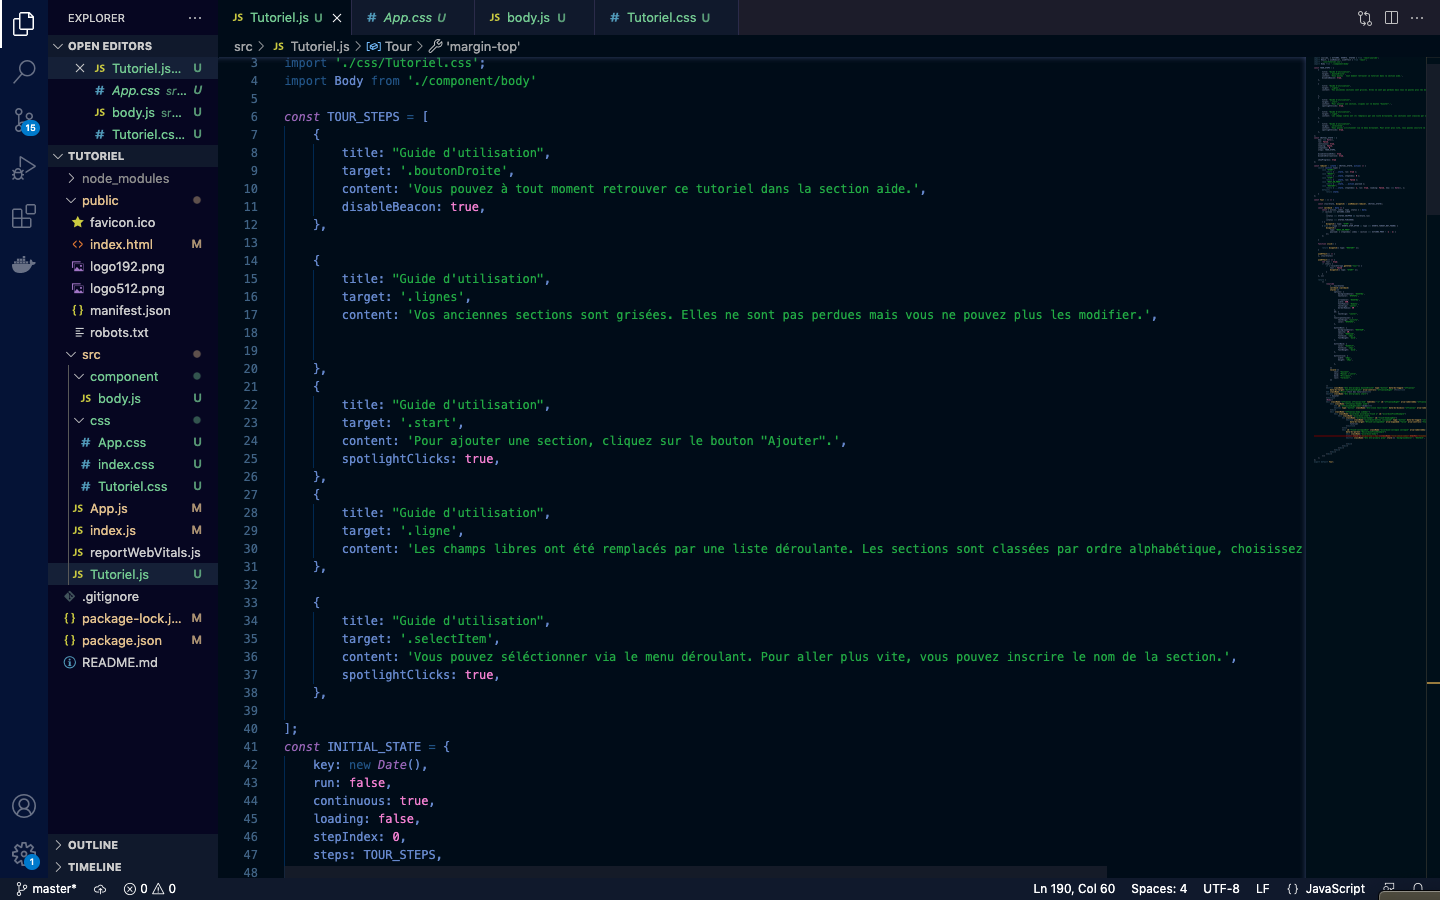 EXPLORER
OPEN EDITORS
JS Tutoriel.js... U
# App.css sr... U
JS body.js sr... U
# Tutoriel.cs... U
TUTORIEL
node_modules
public
favicon.ico
<> index.html M
logo192.png
logo512.png
{} manifest.json
robots.txt
src
component
JS body.js U
css
# App.css U
# index.css U
# Tutoriel.css U
JS App.js M
JS index.js M
JS reportWebVitals.js
JS Tutoriel.js U
.gitignore
{} package-lock.j... M
{} package.json M
README.md
OUTLINE
TIMELINE
15
1
JS Tutoriel.js U
# App.css U
JS body.js U
# Tutoriel.css U
src > JS Tutoriel.js > Tour > 'margin-top'
3 import './css/Tutoriel.css';
4 import Body from './component/body'
5
6 const TOUR_STEPS = [
7 {
8 title: "Guide d'utilisation",
9 target: '.boutonDroite',
10 content: 'Vous pouvez à tout moment retrouver ce tutoriel dans la section aide.',
11 disableBeacon: true,
12 },
13
14 {
15 title: "Guide d'utilisation",
16 target: '.lignes',
17 content: 'Vos anciennes sections sont grisées. Elles ne sont pas perdues mais vous ne pouvez plus les modifier.',
18
19
20 },
21 {
22 title: "Guide d'utilisation",
23 target: '.start',
24 content: 'Pour ajouter une section, cliquez sur le bouton "Ajouter".',
25 spotlightClicks: true,
26 },
27 {
28 title: "Guide d'utilisation",
29 target: '.ligne',
30 content: 'Les champs libres ont été remplacés par une liste déroulante. Les sections sont classées par ordre alphabétique, choisissez
31 },
32
33 {
34 title: "Guide d'utilisation",
35 target: '.selectItem',
36 content: 'Vous pouvez séléctionner via le menu déroulant. Pour aller plus vite, vous pouvez inscrire le nom de la section.',
37 spotlightClicks: true,
38 },
39
40 ];
41 const INITIAL_STATE = {
42 key: new Date(),
43 run: false,
44 continuous: true,
45 loading: false,
46 stepIndex: 0,
47 steps: TOUR_STEPS,
48
master* 0 0 Ln 190, Col 60 Spaces: 4 UTF-8 LF {} JavaScript